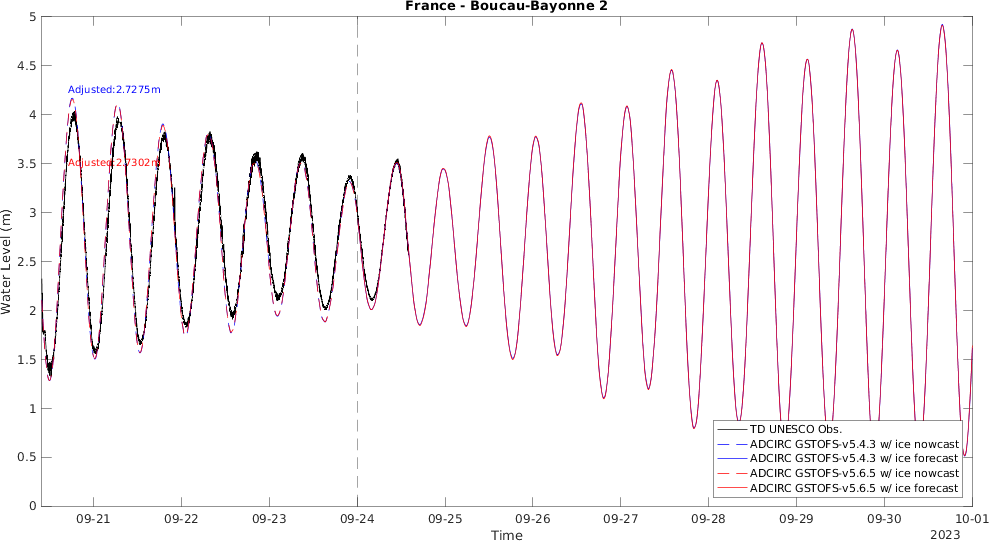 France - Boucau-Bayonne 2
5
4.5
4
3.5
3
2.5
2
1.5
1
0.5
0
Water Level (m)
Adjusted:2.7275m
Adjusted:2.7302m
TD UNESCO Obs.
ADCIRC GSTOFS-v5.4.3 w/ ice nowcast
ADCIRC GSTOFS-v5.4.3 w/ ice forecast
ADCIRC GSTOFS-v5.6.5 w/ ice nowcast
ADCIRC GSTOFS-v5.6.5 w/ ice forecast
09-21 09-22 09-23 09-24 09-25 09-26 09-27 09-28 09-29 09-30 10-01
Time
2023